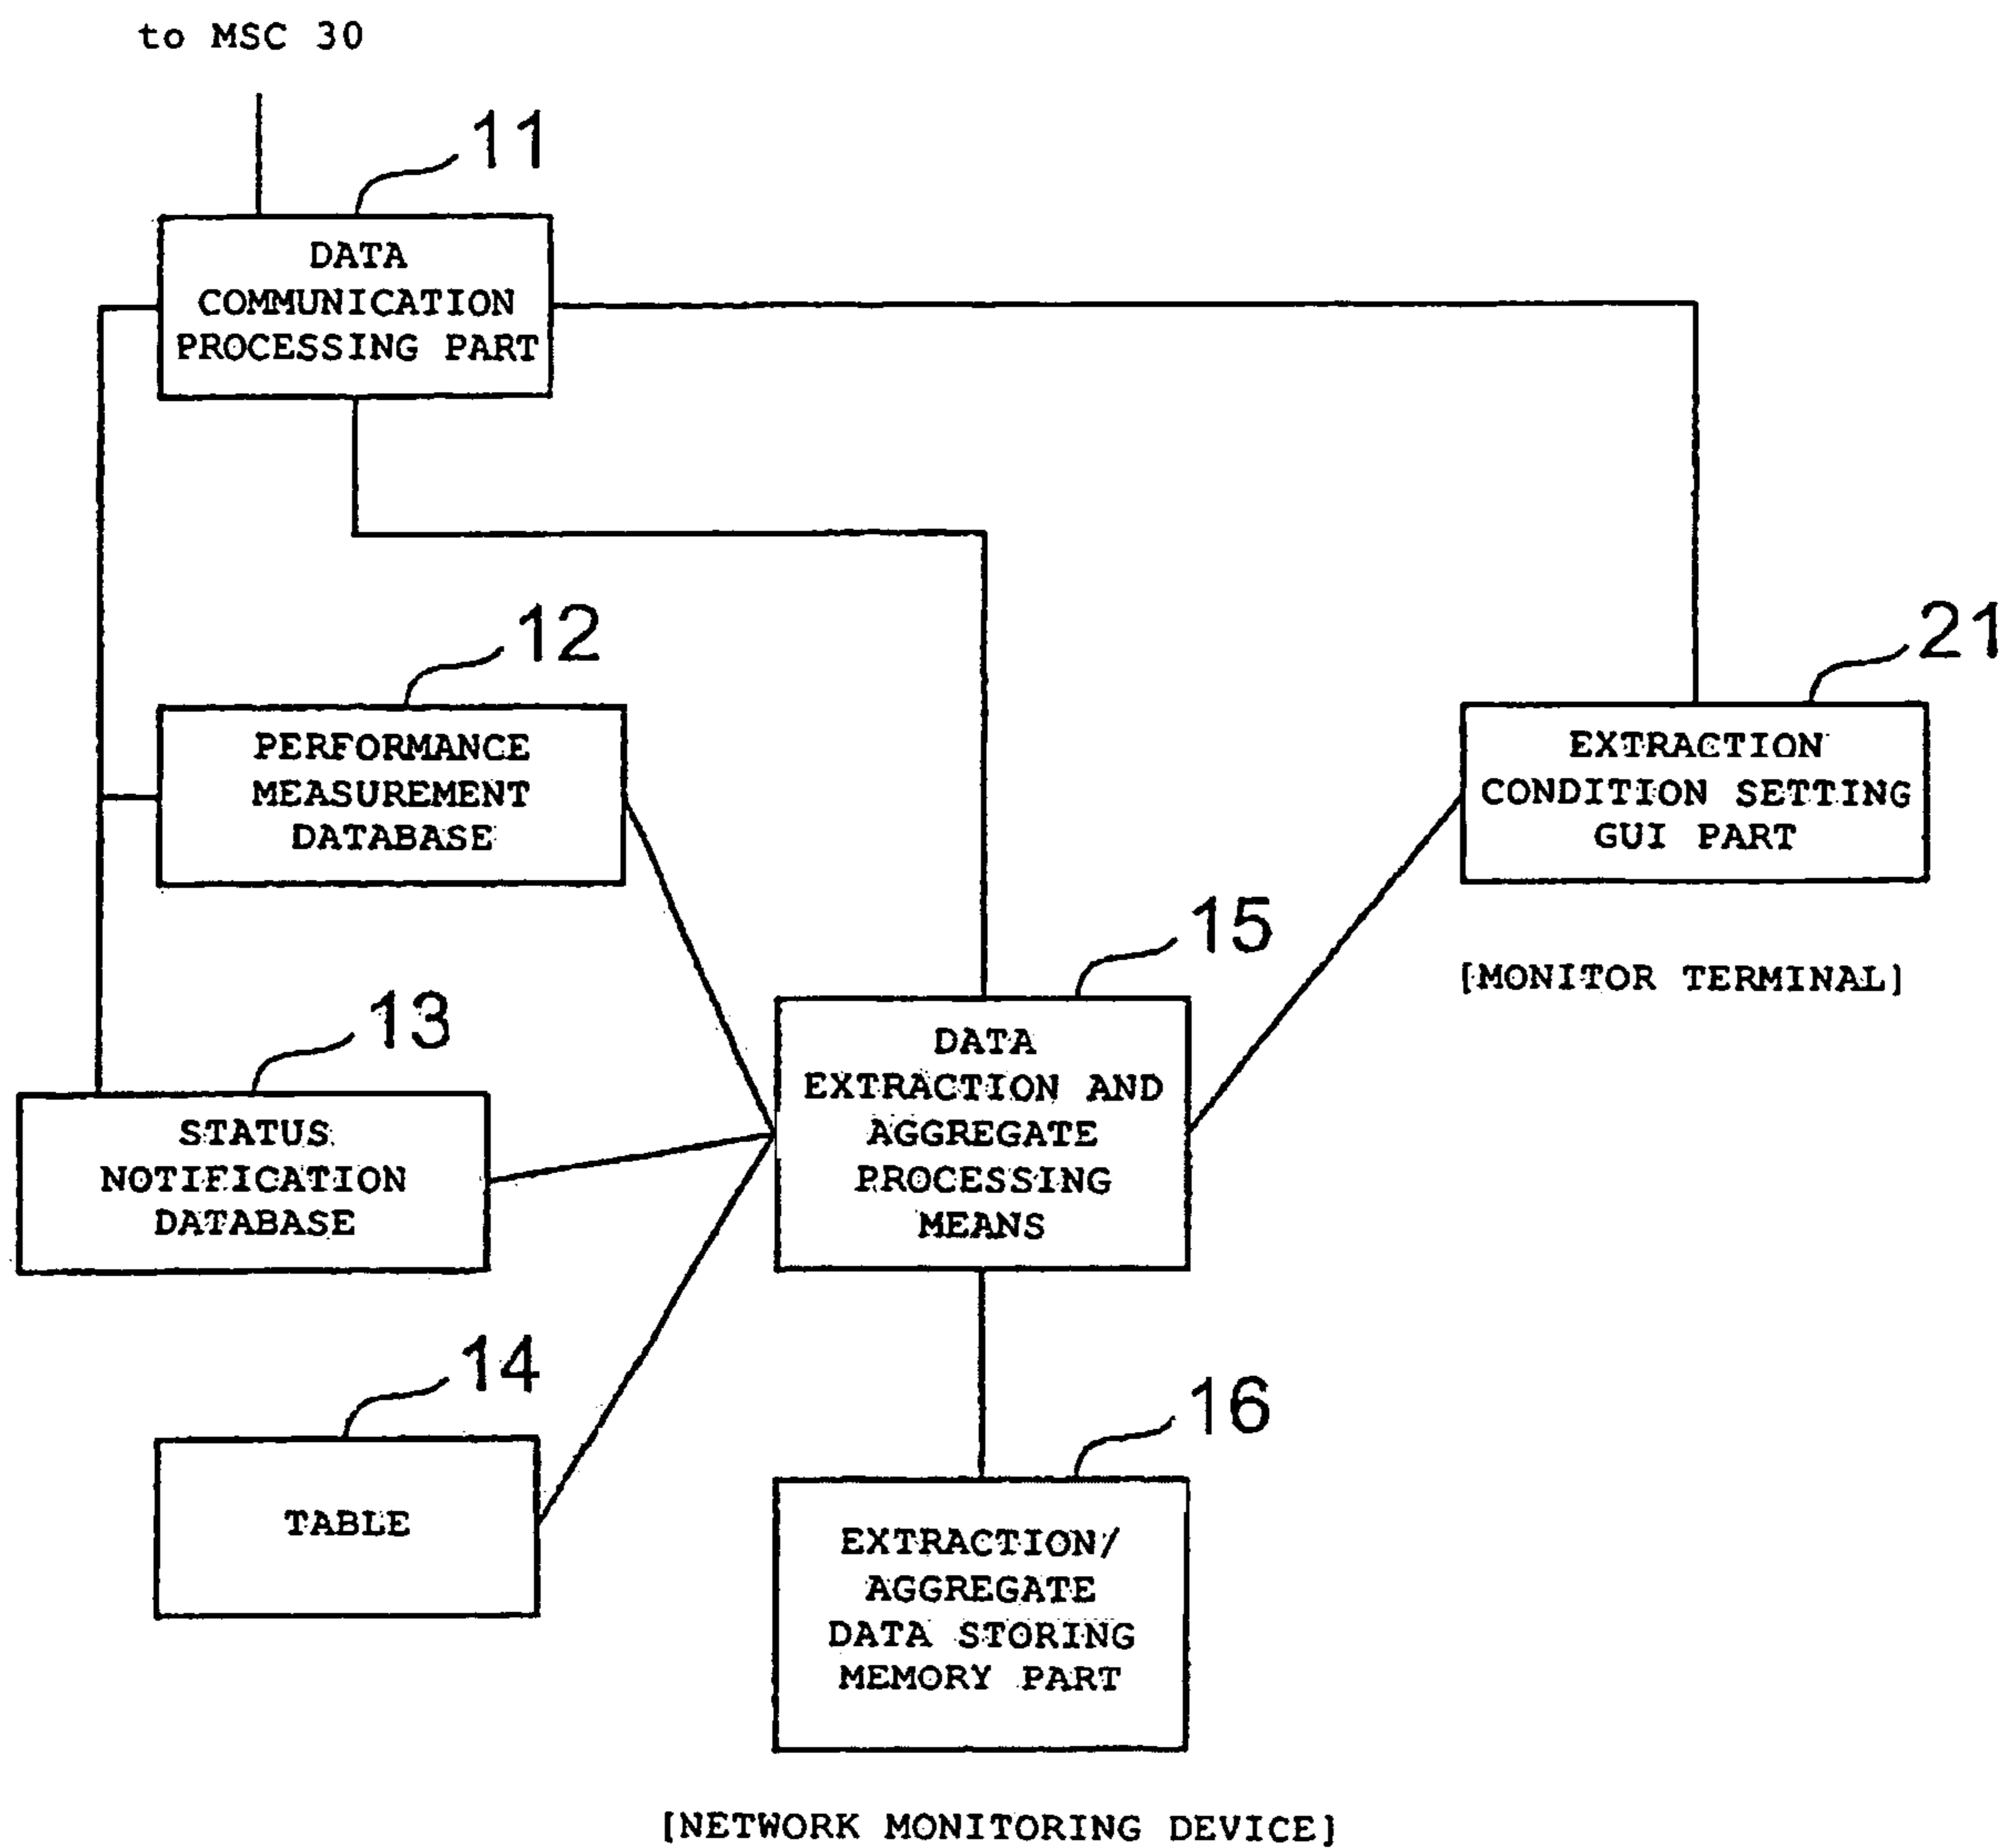 to MSC 30
11
DATA
COMMUNICATION
PROCESSING PART
12
PERFORMANCE
MEASUREMENT
DATABASE
21
EXTRACTION
CONDITION SETTING
GUI PART
[MONITOR TERMINAL]
13
STATUS
NOTIFICATION
DATABASE
15
DATA
EXTRACTION AND
AGGREGATE
PROCESSING
MEANS
14
TABLE
16
EXTRACTION/
AGGREGATE
DATA STORING
MEMORY PART
[NETWORK MONITORING DEVICE]